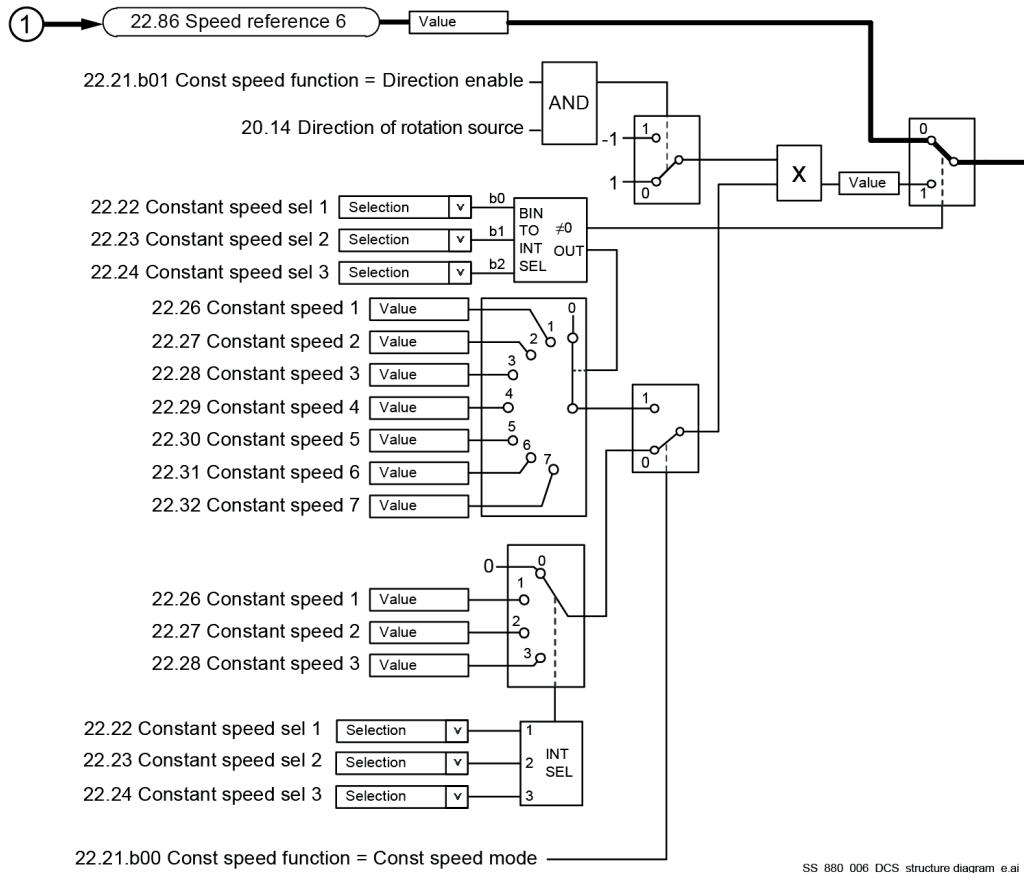 1 22.86 Speed reference 6 Value
22.21.b01 Const speed function = Direction enable
AND
20.14 Direction of rotation source
-1 1
1 0
X
Value
0
1
22.22 Constant speed sel 1 Selection v b0
22.23 Constant speed sel 2 Selection v b1
22.24 Constant speed sel 3 Selection v b2
BIN
TO ≠0
INT OUT
SEL
22.26 Constant speed 1 Value
22.27 Constant speed 2 Value
22.28 Constant speed 3 Value
22.29 Constant speed 4 Value
22.30 Constant speed 5 Value
22.31 Constant speed 6 Value
22.32 Constant speed 7 Value
0
1
2
3
4
5
6
7
1
0
0 0
22.26 Constant speed 1 Value 1
22.27 Constant speed 2 Value 2
22.28 Constant speed 3 Value 3
22.22 Constant speed sel 1 Selection v 1
22.23 Constant speed sel 2 Selection v 2
22.24 Constant speed sel 3 Selection v 3
INT
SEL
22.21.b00 Const speed function = Const speed mode
SS_880_006_DCS_structure diagram_e.ai